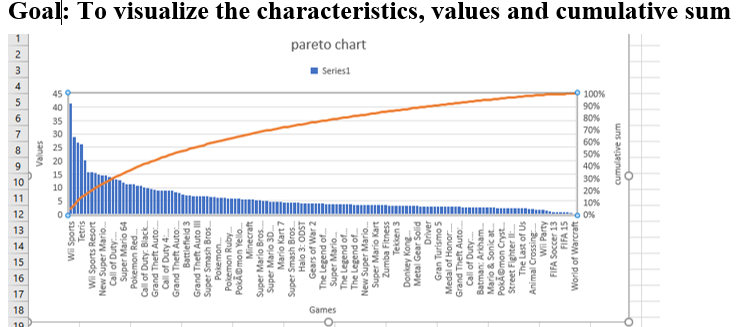 Goal: To visualize the characteristics, values and cumulative sum
pareto chart
Series1
1
2
3
4
5
6
7
8
9
10
11
12
13
14
15
16
17
18
19
Values
45
40
35
30
25
20
15
10
5
0
100%
90%
80%
70%
60%
50%
40%
30%
20%
10%
0%
cumulative sum
Wii Sports
Tetris
Wii Sports Resort
New Super Mario...
Call of Duty:...
Super Mario 64
Pokemon Red...
Call of Duty: Black...
Grand Theft Auto:...
Call of Duty 4:...
Grand Theft Auto:...
Battlefield 3
Grand Theft Auto III
Super Smash Bros...
Pokemon...
Pokemon Ruby...
PokÃ©mon Yello...
Minecraft
Super Mario Bros...
Super Mario 3D...
Mario Kart 7
Super Smash Bros...
Halo 3: ODST
Gears of War 2
The Legend of...
Super Mario...
The Legend of...
The Legend of...
New Super Mario...
Super Mario Kart
Zumba Fitness
Tekken 3
Donkey Kong...
Metal Gear Solid
Driver
Gran Turismo 5
Medal of Honor:...
Grand Theft Auto:...
Call of Duty:...
Batman: Arkham...
Mario & Sonic at...
PokÃ©mon Cryst...
Street Fighter II:...
The Last of Us
Animal Crossing...
Wii Party
FIFA Soccer 13
FIFA 15
World of Warcraft
Games